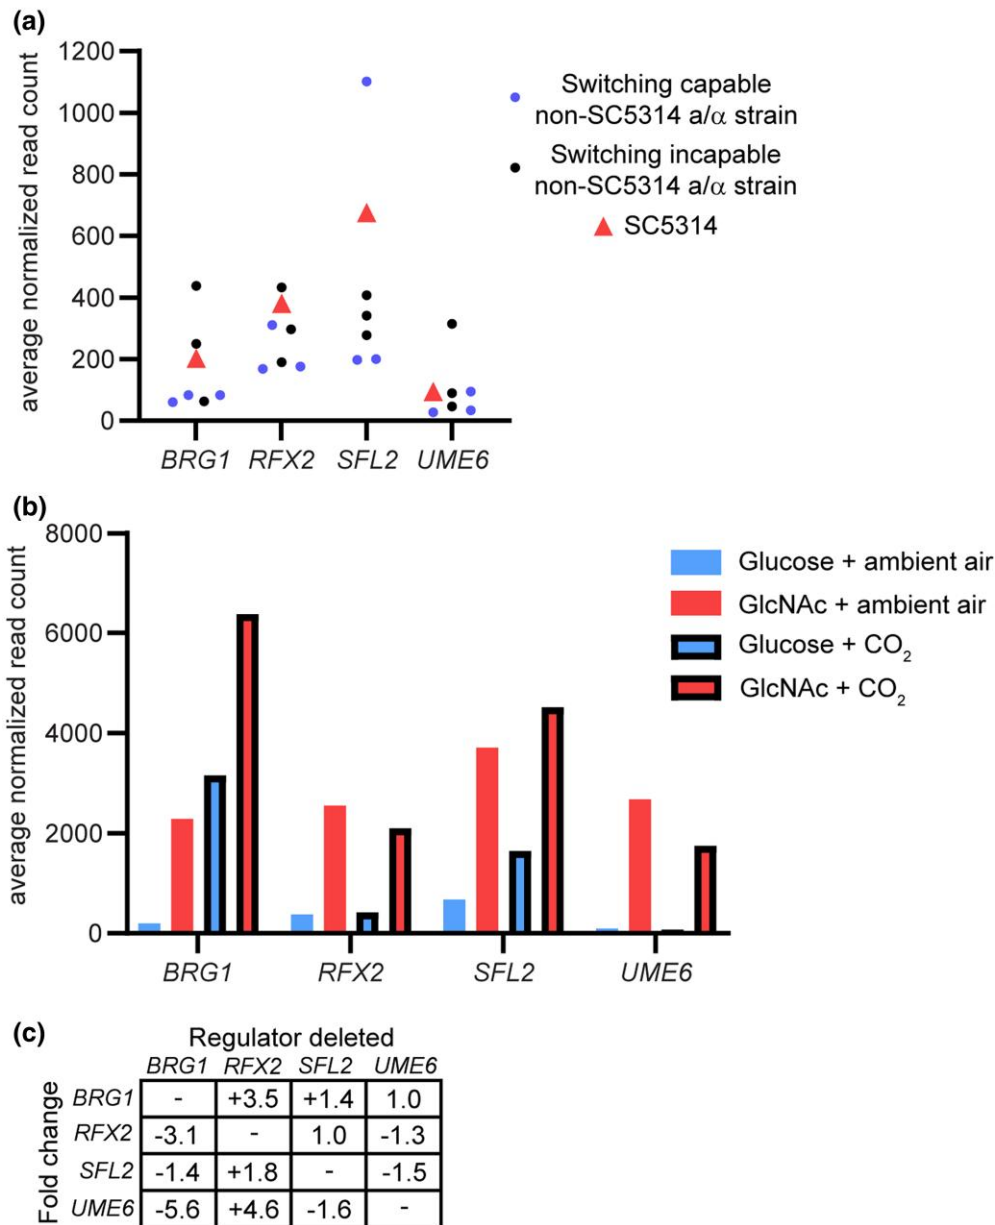 (a)
average normalized read count
1200
1000
800
600
400
200
0
BRG1 RFX2 SFL2 UME6
Switching capable
non-SC5314 a/α strain
Switching incapable
non-SC5314 a/α strain
SC5314
(b)
average normalized read count
8000
6000
4000
2000
0
BRG1 RFX2 SFL2 UME6
Glucose + ambient air
GlcNAc + ambient air
Glucose + CO₂
GlcNAc + CO₂
(c)
Regulator deleted
BRG1 RFX2 SFL2 UME6
Fold change
BRG1 - +3.5 +1.4 1.0
RFX2 -3.1 - 1.0 -1.3
SFL2 -1.4 +1.8 - -1.5
UME6 -5.6 +4.6 -1.6 -